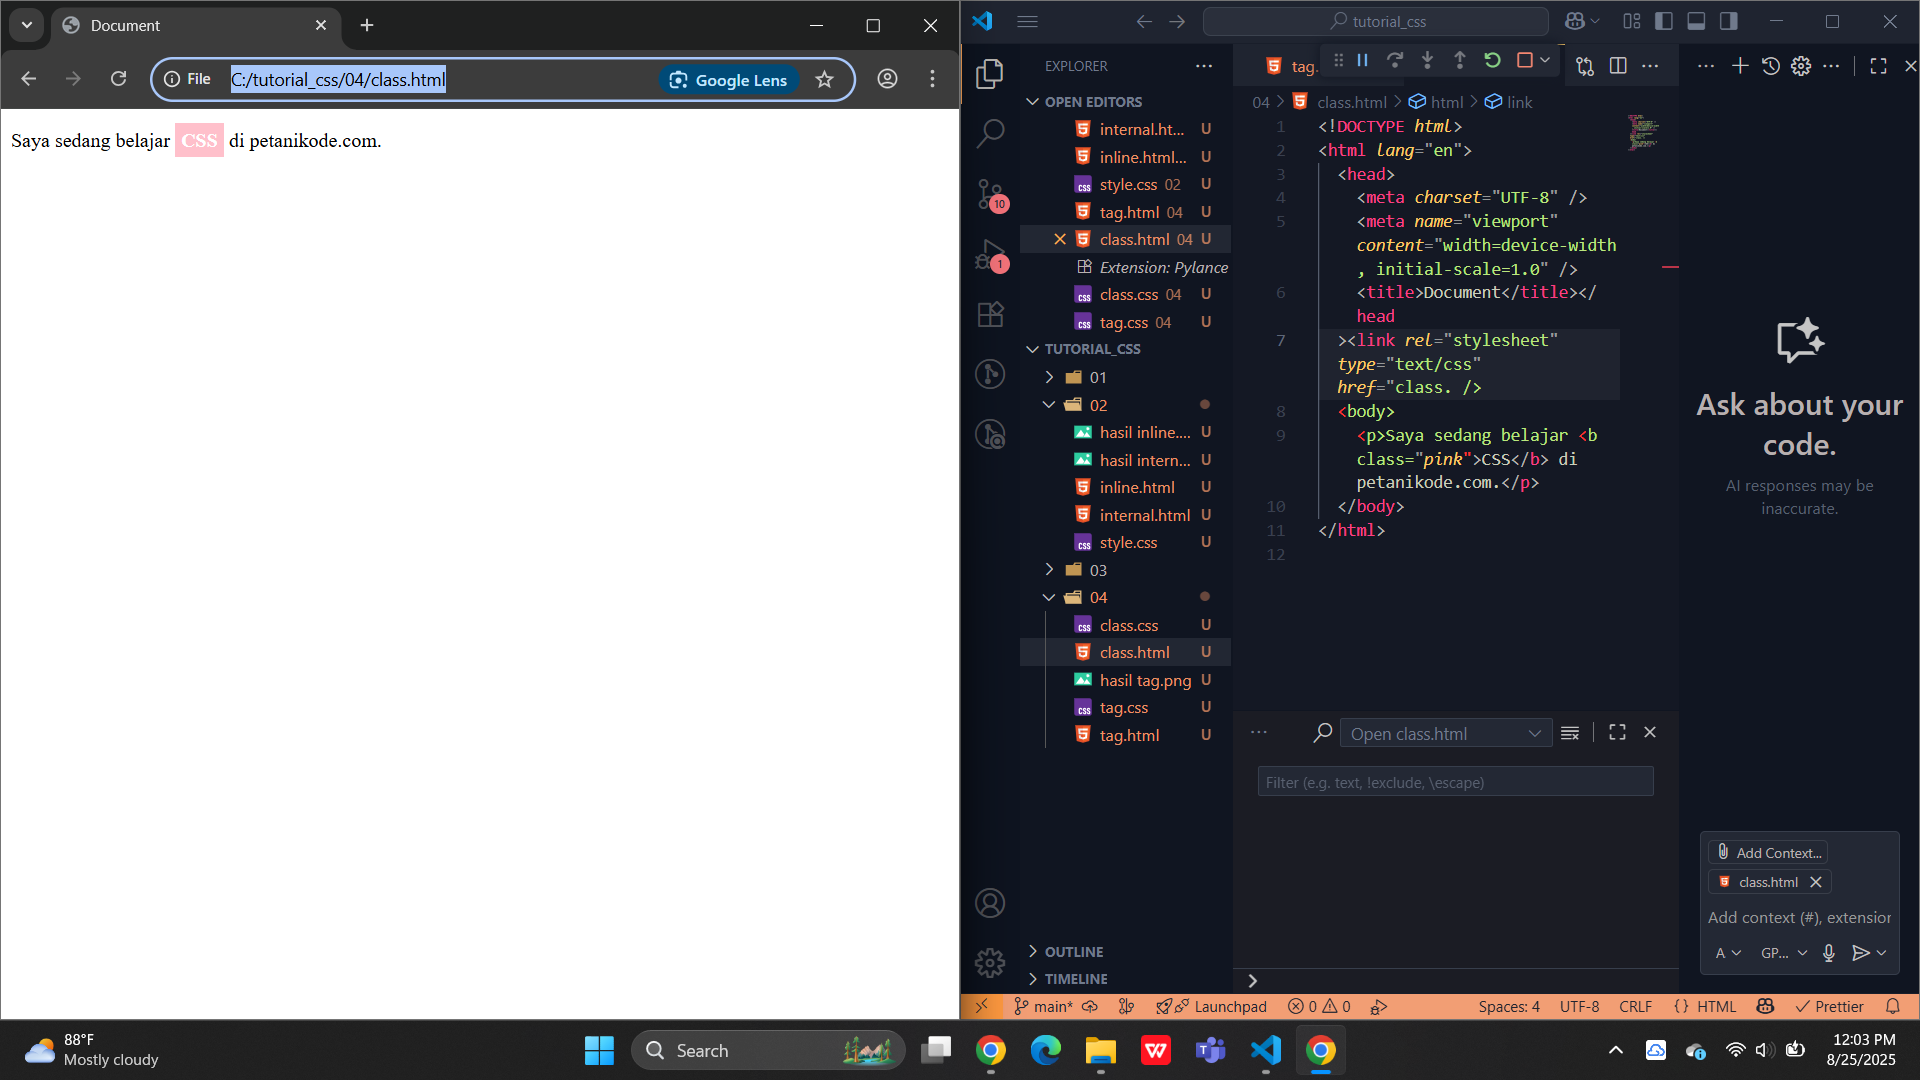 Document
File
C:/tutorial_css/04/class.html
Google Lens
Saya sedang belajar CSS di petanikode.com.
tutorial_css
EXPLORER
OPEN EDITORS
internal.ht... U
inline.html... U
style.css 02 U
tag.html 04 U
class.html 04 U
Extension: Pylance
class.css 04 U
tag.css 04 U
TUTORIAL_CSS
01
02
hasil inline.... U
hasil intern... U
inline.html U
internal.html U
style.css U
03
04
class.css U
class.html U
hasil tag.png U
tag.css U
tag.html U
OUTLINE
TIMELINE
10
1
tag.
04 > class.html > html > link
1 <!DOCTYPE html>
2 <html lang="en">
3 <head>
4 <meta charset="UTF-8" />
5 <meta name="viewport"
content="width=device-width
, initial-scale=1.0" />
6 <title>Document</title></
head
7 ><link rel="stylesheet"
type="text/css"
href="class. />
8 <body>
9 <p>Saya sedang belajar <b
class="pink">CSS</b> di
petanikode.com.</p>
10 </body>
11 </html>
12
Open class.html
Filter (e.g. text, !exclude, \escape)
Ask about your
code.
AI responses may be
inaccurate.
Add Context...
class.html
Add context (#), extension
A
GP...
main*
Launchpad
0 0
Spaces: 4
UTF-8
CRLF
{} HTML
Prettier
88°F
Mostly cloudy
Search
12:03 PM
8/25/2025